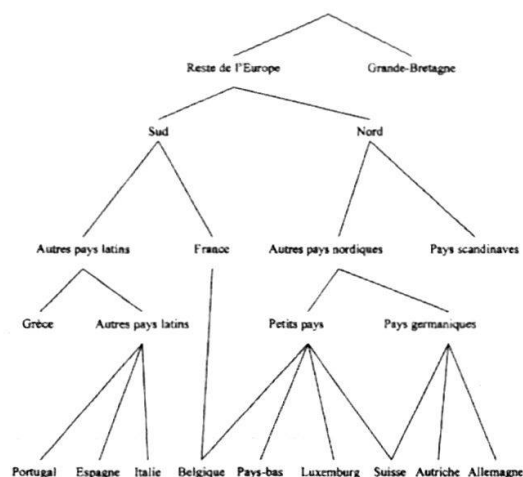 Reste de l'Europe Grande-Bretagne
Sud Nord
Autres pays latins France Autres pays nordiques Pays scandinaves
Grèce Autres pays latins Petits pays Pays germaniques
Portugal Espagne Italie Belgique Pays-bas Luxemburg Suisse Autriche Allemagne